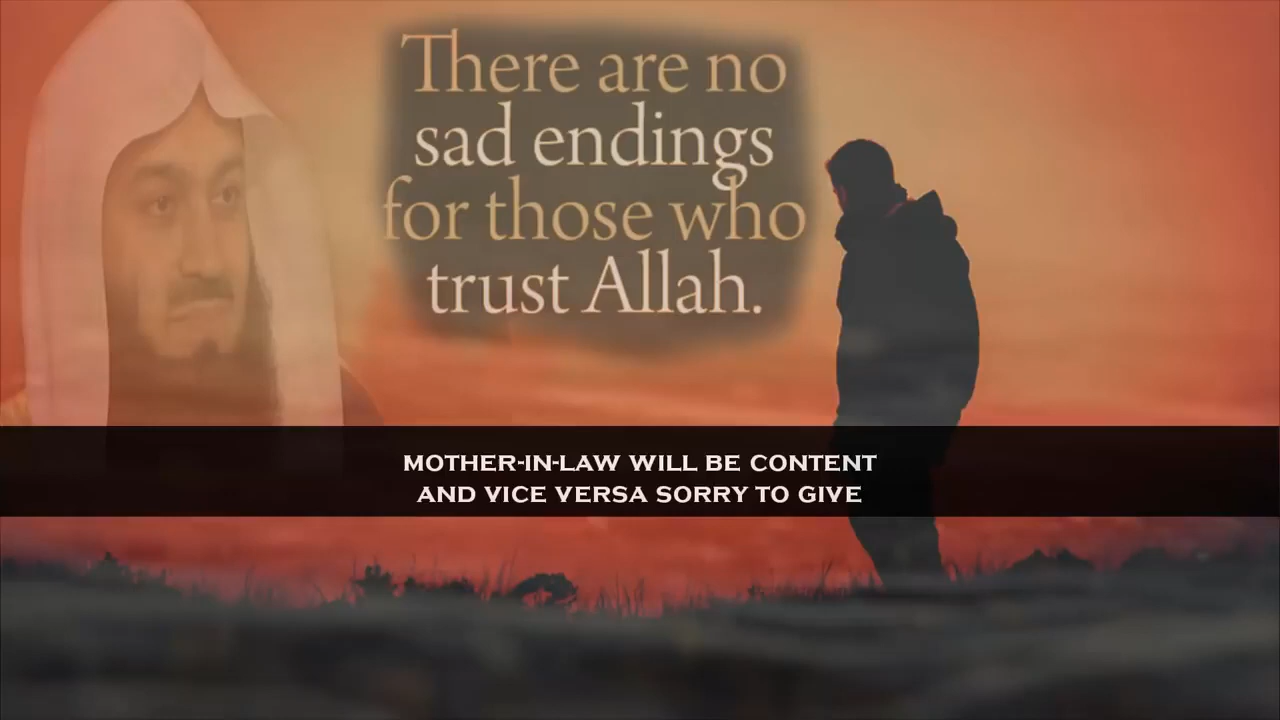 There are no
sad endings
for those who
trust Allah.
MOTHER-IN-LAW WILL BE CONTENT
AND VICE VERSA SORRY TO GIVE